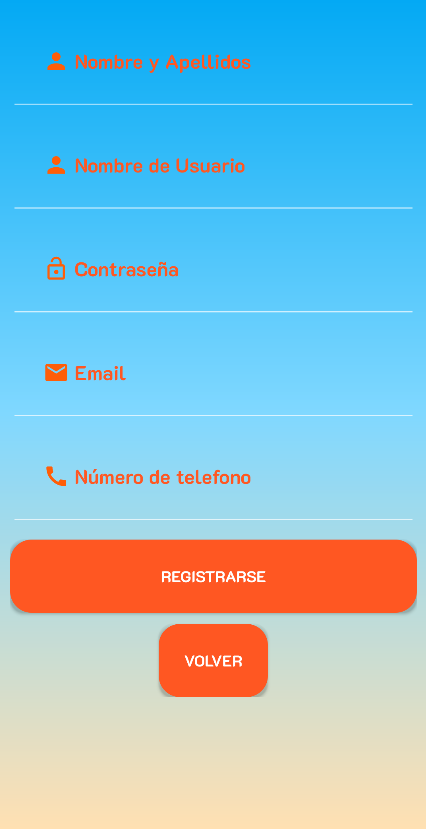 Nombre y Apellidos
Nombre de Usuario
Contraseña
Email
Número de telefono
REGISTRARSE
VOLVER